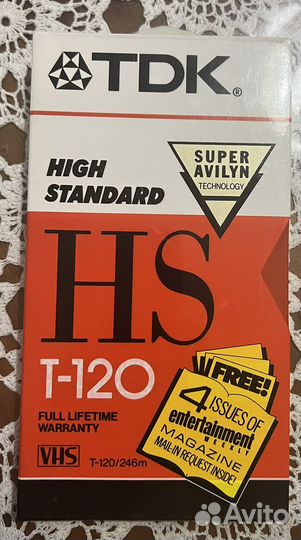 TDK®
SUPER
AVILYN
TECHNOLOGY
HIGH
STANDARD
HS
T-120
FULL LIFETIME
WARRANTY
VHS
T-120/246m
FREE!
4 ISSUES OF
entertainment
WEEKLY
MAGAZINE
MAIL-IN REQUEST INSIDE!
Avito